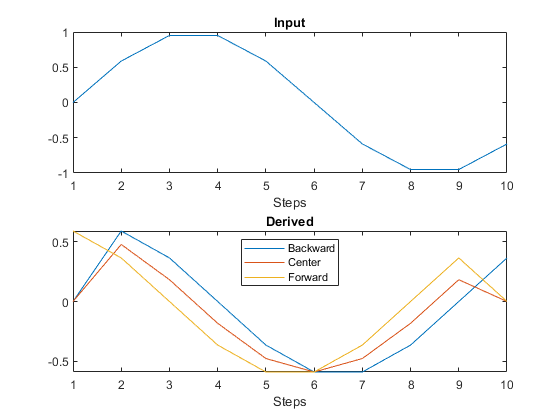 Input
1
0.5
0
-0.5
-1
1 2 3 4 5 6 7 8 9 10
Steps
Derived
0.5
0
-0.5
Backward
Center
Forward
1 2 3 4 5 6 7 8 9 10
Steps